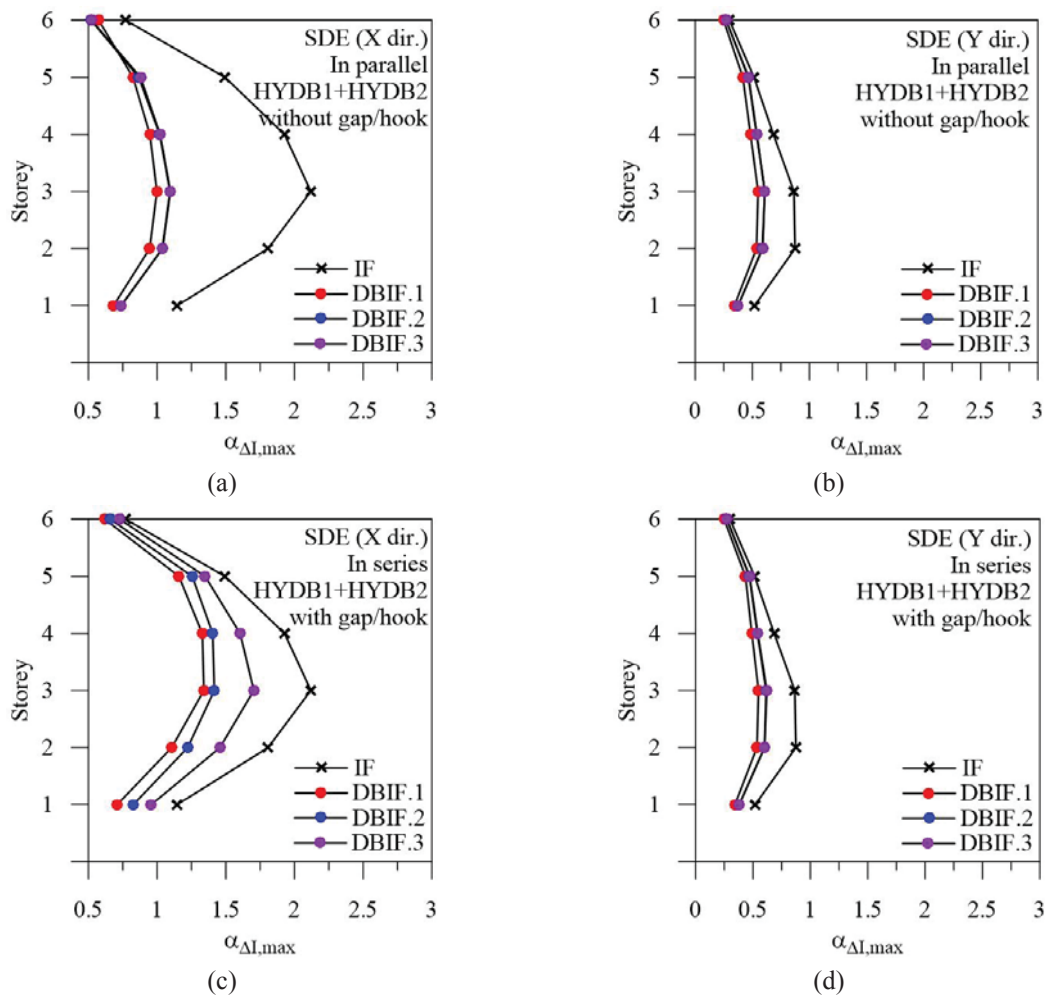 6
5
4
3
2
1
Storey
SDE (X dir.)
In parallel
HYDB1+HYDB2
without gap/hook
IF
DBIF.1
DBIF.2
DBIF.3
0.5 1 1.5 2 2.5 3
αΔI,max
(a)
6
5
4
3
2
1
Storey
SDE (Y dir.)
In parallel
HYDB1+HYDB2
without gap/hook
IF
DBIF.1
DBIF.2
DBIF.3
0 0.5 1 1.5 2 2.5 3
αΔI,max
(b)
6
5
4
3
2
1
Storey
SDE (X dir.)
In series
HYDB1+HYDB2
with gap/hook
IF
DBIF.1
DBIF.2
DBIF.3
0.5 1 1.5 2 2.5 3
αΔI,max
(c)
6
5
4
3
2
1
Storey
SDE (Y dir.)
In series
HYDB1+HYDB2
with gap/hook
IF
DBIF.1
DBIF.2
DBIF.3
0 0.5 1 1.5 2 2.5 3
αΔI,max
(d)